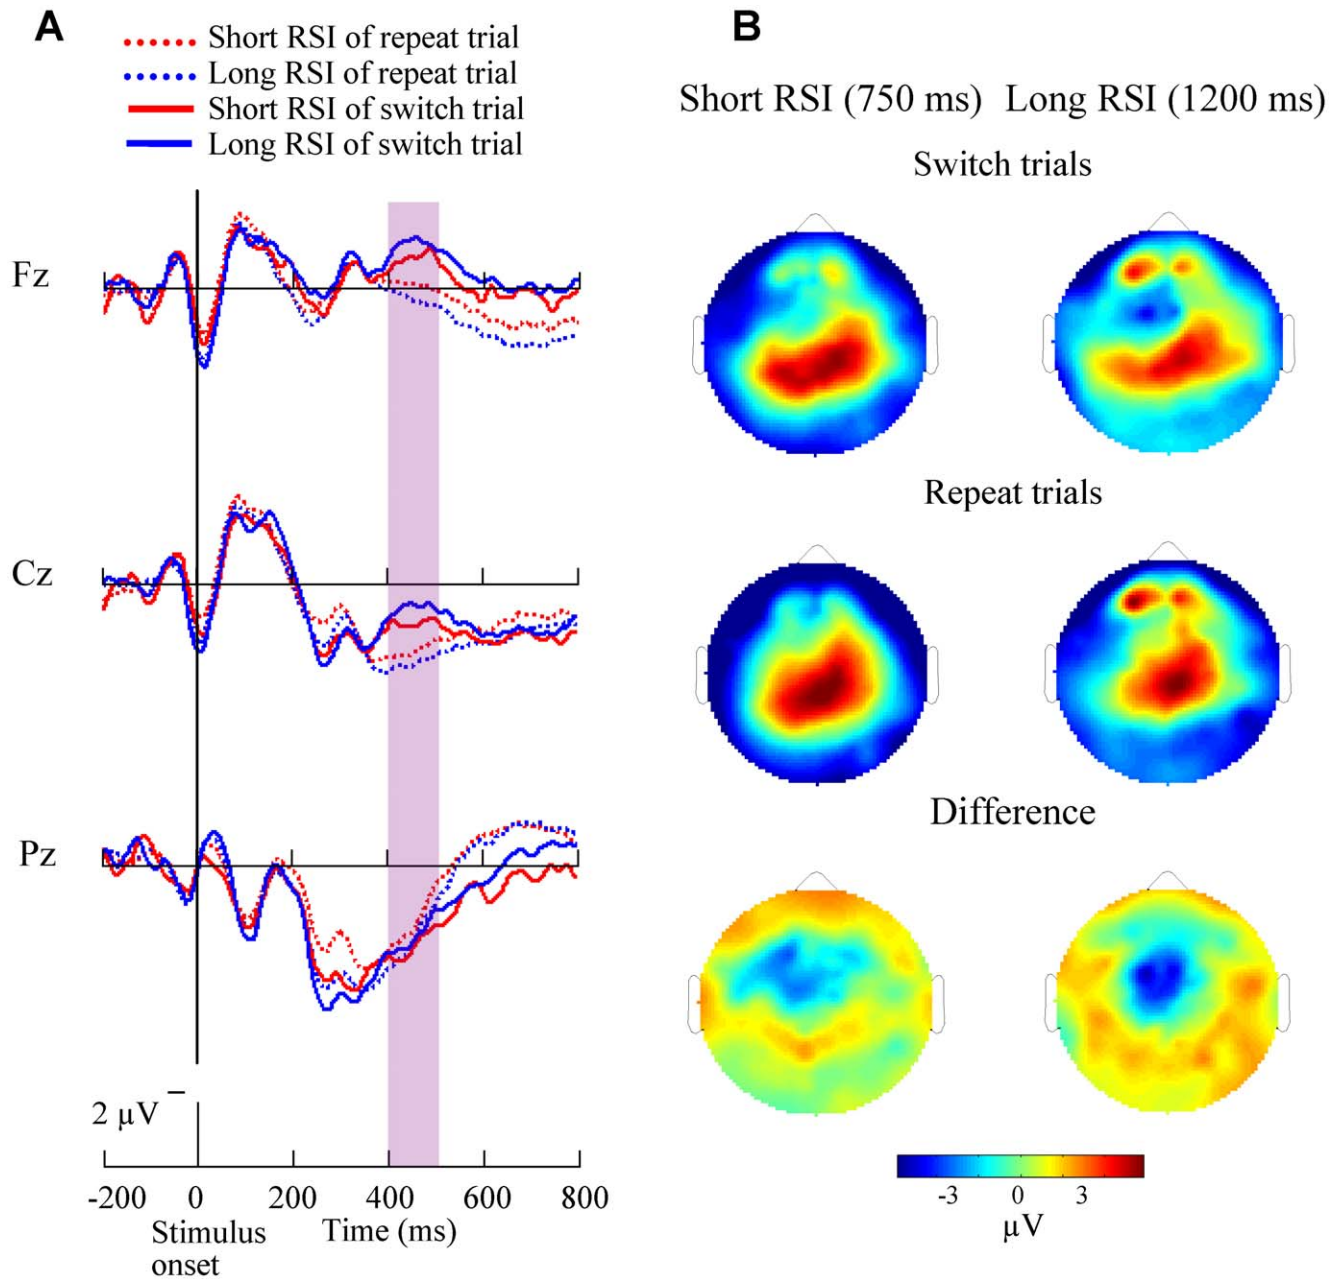 A
Short RSI of repeat trial
Long RSI of repeat trial
Short RSI of switch trial
Long RSI of switch trial
Fz
Cz
Pz
2 µV
-200 0 200 400 600 800
Stimulus onset
Time (ms)
B
Short RSI (750 ms) Long RSI (1200 ms)
Switch trials
Repeat trials
Difference
-3 0 3
µV